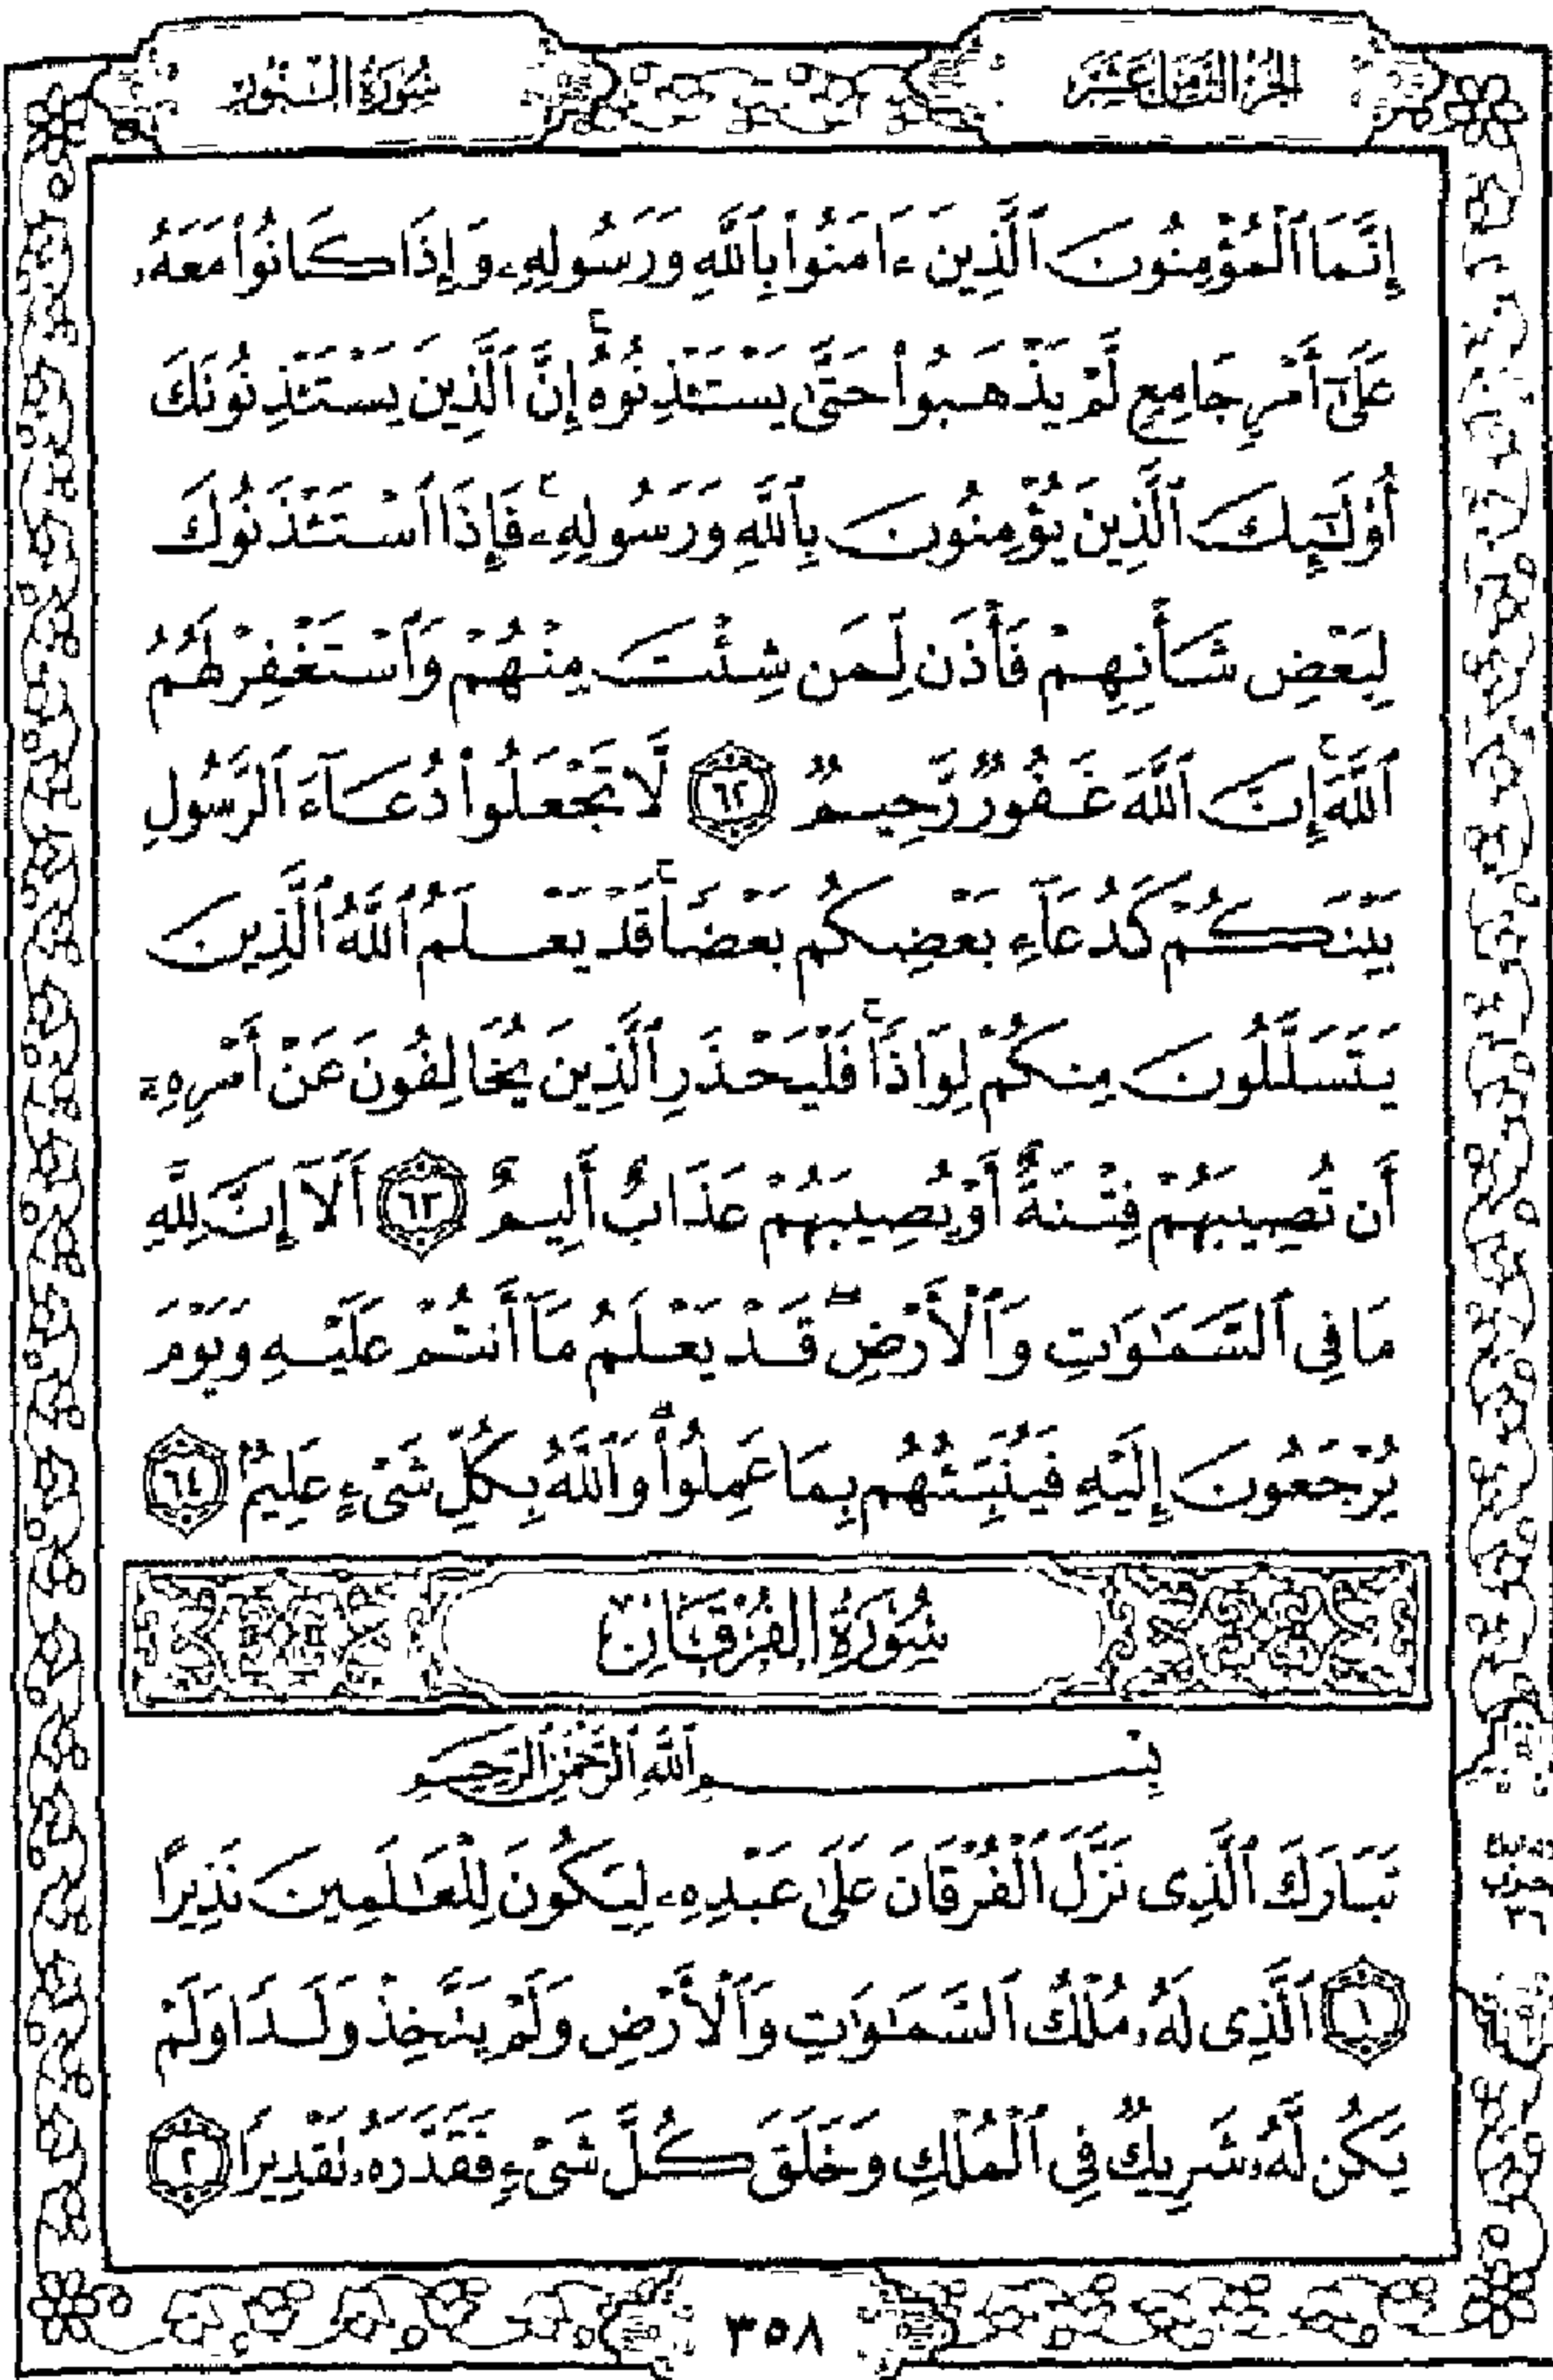 الجزء الثامن عشر
سورة النور
إِنَّمَا ٱلْمُؤْمِنُونَ ٱلَّذِينَ ءَامَنُوا۟ بِٱللَّهِ وَرَسُولِهِۦ وَإِذَا كَانُوا۟ مَعَهُۥ
عَلَىٰٓ أَمْرٍ جَامِعٍ لَّمْ يَذْهَبُوا۟ حَتَّىٰ يَسْتَـْٔذِنُوهُ ۚ إِنَّ ٱلَّذِينَ يَسْتَـْٔذِنُونَكَ
أُو۟لَـٰٓئِكَ ٱلَّذِينَ يُؤْمِنُونَ بِٱللَّهِ وَرَسُولِهِۦ ۚ فَإِذَا ٱسْتَـْٔذَنُوكَ
لِبَعْضِ شَأْنِهِمْ فَأْذَن لِّمَن شِئْتَ مِنْهُمْ وَٱسْتَغْفِرْ لَهُمُ
ٱللَّهَ ۚ إِنَّ ٱللَّهَ غَفُورٌ رَّحِيمٌ ٦٢ لَّا تَجْعَلُوا۟ دُعَآءَ ٱلرَّسُولِ
بَيْنَكُمْ كَدُعَآءِ بَعْضِكُم بَعْضًا ۚ قَدْ يَعْلَمُ ٱللَّهُ ٱلَّذِينَ
يَتَسَلَّلُونَ مِنكُمْ لِوَاذًا ۚ فَلْيَحْذَرِ ٱلَّذِينَ يُخَالِفُونَ عَنْ أَمْرِهِۦٓ
أَن تُصِيبَهُمْ فِتْنَةٌ أَوْ يُصِيبَهُمْ عَذَابٌ أَلِيمٌ ٦٣ أَلَآ إِنَّ لِلَّهِ
مَا فِى ٱلسَّمَـٰوَٰتِ وَٱلْأَرْضِ ۖ قَدْ يَعْلَمُ مَآ أَنتُمْ عَلَيْهِ وَيَوْمَ
يُرْجَعُونَ إِلَيْهِ فَيُنَبِّئُهُم بِمَا عَمِلُوا۟ ۗ وَٱللَّهُ بِكُلِّ شَىْءٍ عَلِيمٌۢ ٦٤
سُورَةُ الفُرْقَانِ
بِسْمِ ٱللَّهِ ٱلرَّحْمَـٰنِ ٱلرَّحِيمِ
تَبَارَكَ ٱلَّذِى نَزَّلَ ٱلْفُرْقَانَ عَلَىٰ عَبْدِهِۦ لِيَكُونَ لِلْعَـٰلَمِينَ نَذِيرًا
١ ٱلَّذِى لَهُۥ مُلْكُ ٱلسَّمَـٰوَٰتِ وَٱلْأَرْضِ وَلَمْ يَتَّخِذْ وَلَدًا وَلَمْ
يَكُن لَّهُۥ شَرِيكٌ فِى ٱلْمُلْكِ وَخَلَقَ كُلَّ شَىْءٍ فَقَدَّرَهُۥ تَقْدِيرًا ٢
حزب
٣٦
٣٥٨